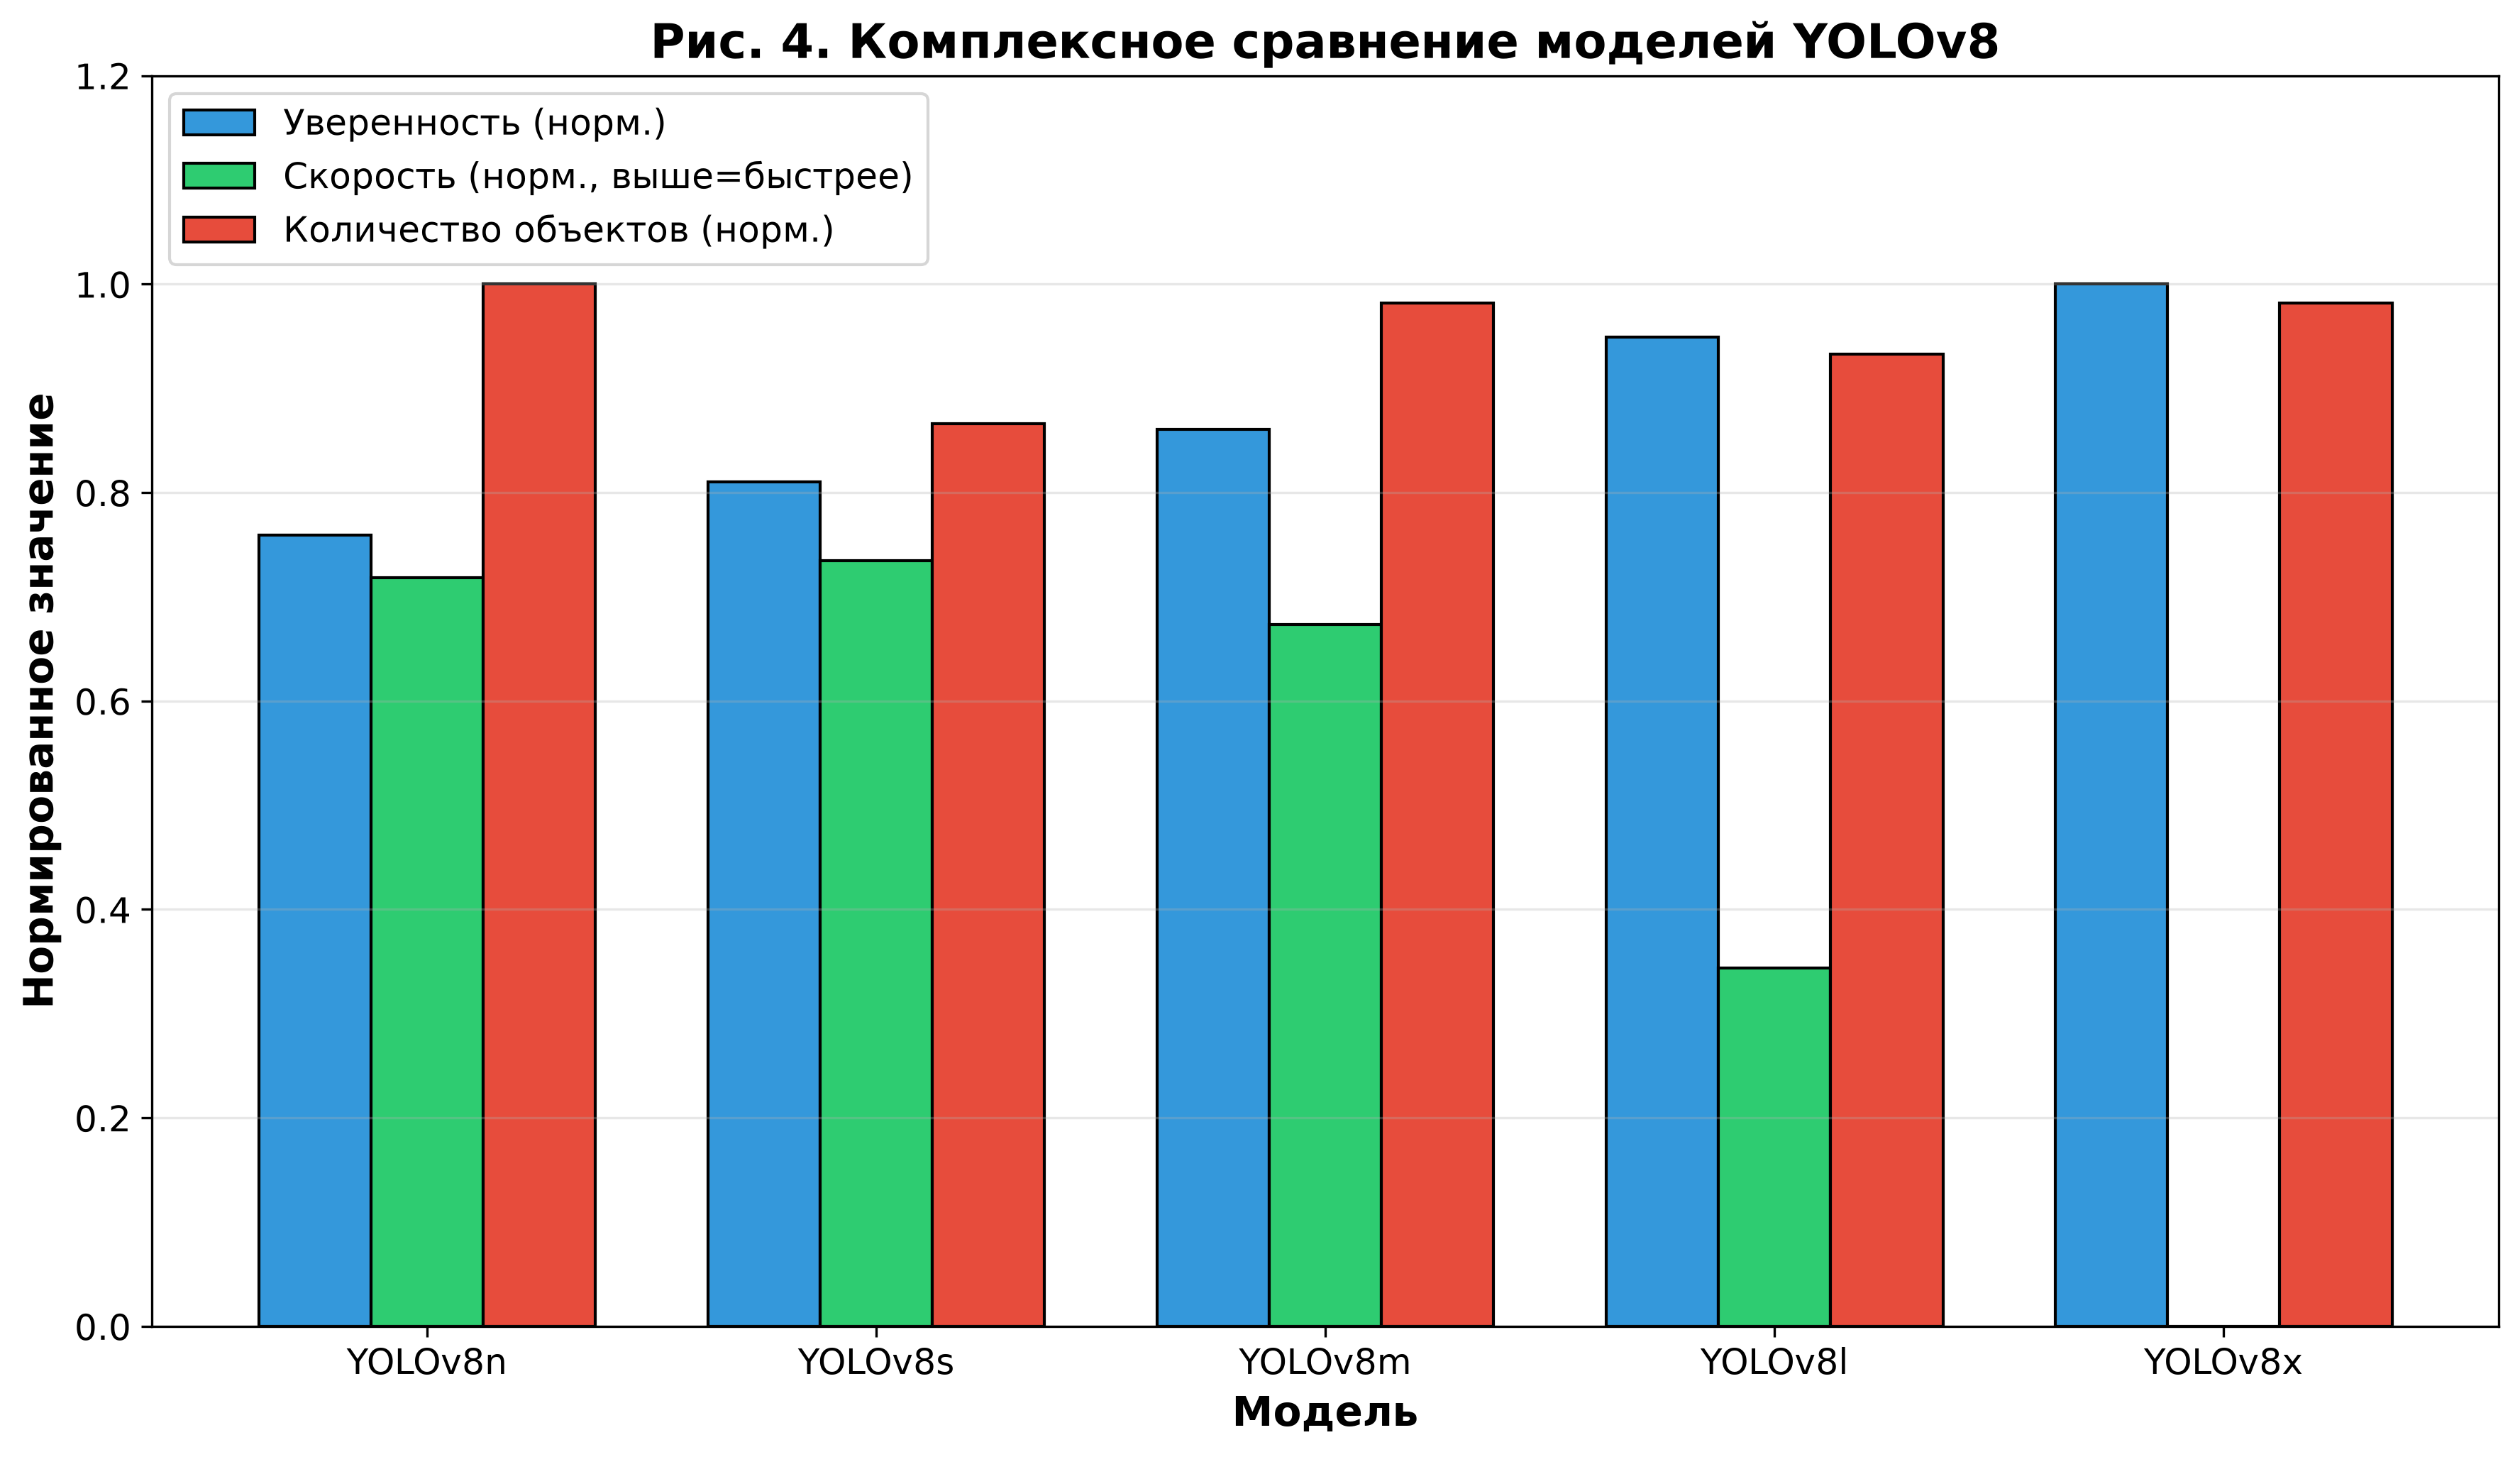 Рис. 4. Комплексное сравнение моделей YOLOv8
Уверенность (норм.)
Скорость (норм., выше=быстрее)
Количество объектов (норм.)
Нормированное значение
1.2
1.0
0.8
0.6
0.4
0.2
0.0
YOLOv8n YOLOv8s YOLOv8m YOLOv8l YOLOv8x
Модель